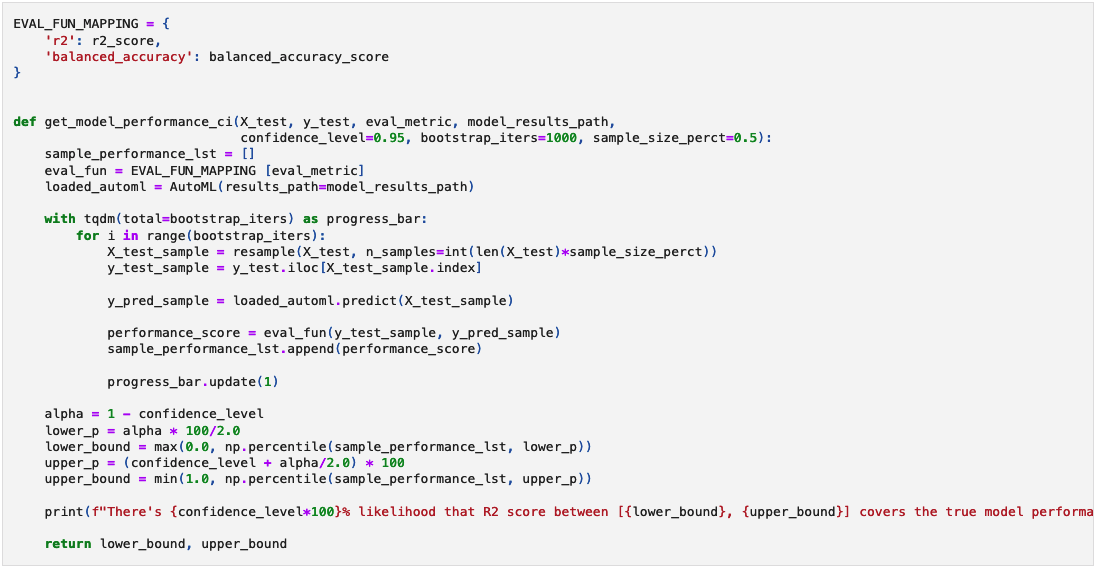 EVAL_FUN_MAPPING = {
    'r2': r2_score,
    'balanced_accuracy': balanced_accuracy_score
}
def get_model_performance_ci(X_test, y_test, eval_metric, model_results_path,
                             confidence_level=0.95, bootstrap_iters=1000, sample_size_perct=0.5):
    sample_performance_lst = []
    eval_fun = EVAL_FUN_MAPPING [eval_metric]
    loaded_automl = AutoML(results_path=model_results_path)
    with tqdm(total=bootstrap_iters) as progress_bar:
        for i in range(bootstrap_iters):
            X_test_sample = resample(X_test, n_samples=int(len(X_test)*sample_size_perct))
            y_test_sample = y_test.iloc[X_test_sample.index]
            y_pred_sample = loaded_automl.predict(X_test_sample)
            performance_score = eval_fun(y_test_sample, y_pred_sample)
            sample_performance_lst.append(performance_score)
            progress_bar.update(1)
    alpha = 1 - confidence_level
    lower_p = alpha * 100/2.0
    lower_bound = max(0.0, np.percentile(sample_performance_lst, lower_p))
    upper_p = (confidence_level + alpha/2.0) * 100
    upper_bound = min(1.0, np.percentile(sample_performance_lst, upper_p))
    print(f"There's {confidence_level*100}% likelihood that R2 score between [{lower_bound}, {upper_bound}] covers the true model performa
    return lower_bound, upper_bound